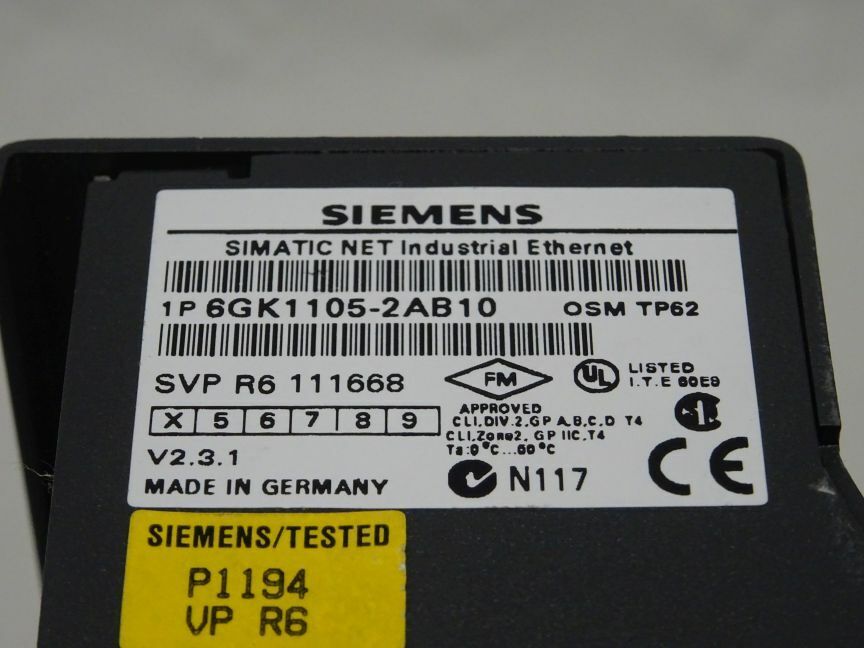 SIEMENS
SIMATIC NET Industrial Ethernet
1P 6GK1105-2AB10 OSM TP62
SVP R6 111668
FM
APPROVED
CL.I,DIV.2,GP A,B,C,D T4
CL.I,Zone2, GP IIC,T4
Ta:0°C...60°C
UL
LISTED
I.T.E 60E9
X 5 6 7 8 9
V2.3.1
MADE IN GERMANY
N117
CE
SIEMENS/TESTED
P1194
VP R6